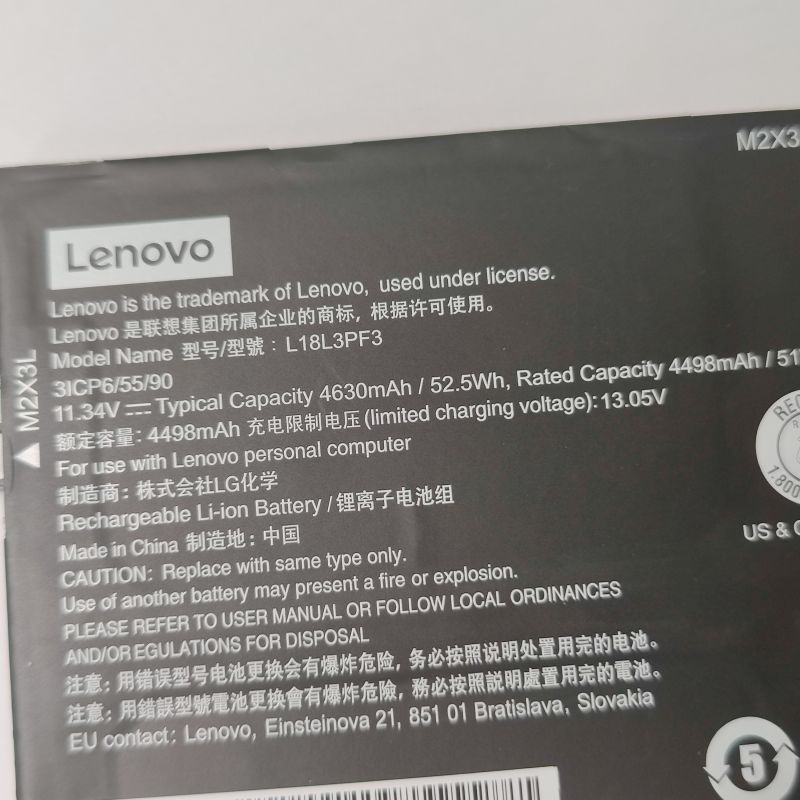 M2X3
Lenovo
Lenovo is the trademark of Lenovo, used under license.
Lenovo 是联想集团所属企业的商标，根据许可使用。
Model Name 型号/型號：L18L3PF3
3ICP6/55/90
11.34V Typical Capacity 4630mAh / 52.5Wh, Rated Capacity 4498mAh / 51
额定容量: 4498mAh 充电限制电压(limited charging voltage):13.05V
For use with Lenovo personal computer
制造商: 株式会社LG化学
Rechargeable Li-ion Battery / 锂离子电池组
Made in China 制造地: 中国
CAUTION: Replace with same type only.
Use of another battery may present a fire or explosion.
PLEASE REFER TO USER MANUAL OR FOLLOW LOCAL ORDINANCES
AND/OR EGULATIONS FOR DISPOSAL
注意: 用错误型号电池更换会有爆炸危险, 务必按照说明处置用完的电池。
注意: 用錯誤型號電池更換會有爆炸危險, 務必按照説明處置用完的電池。
EU contact: Lenovo, Einsteinova 21, 851 01 Bratislava, Slovakia
▲ M2X3L
1.800
US &
5